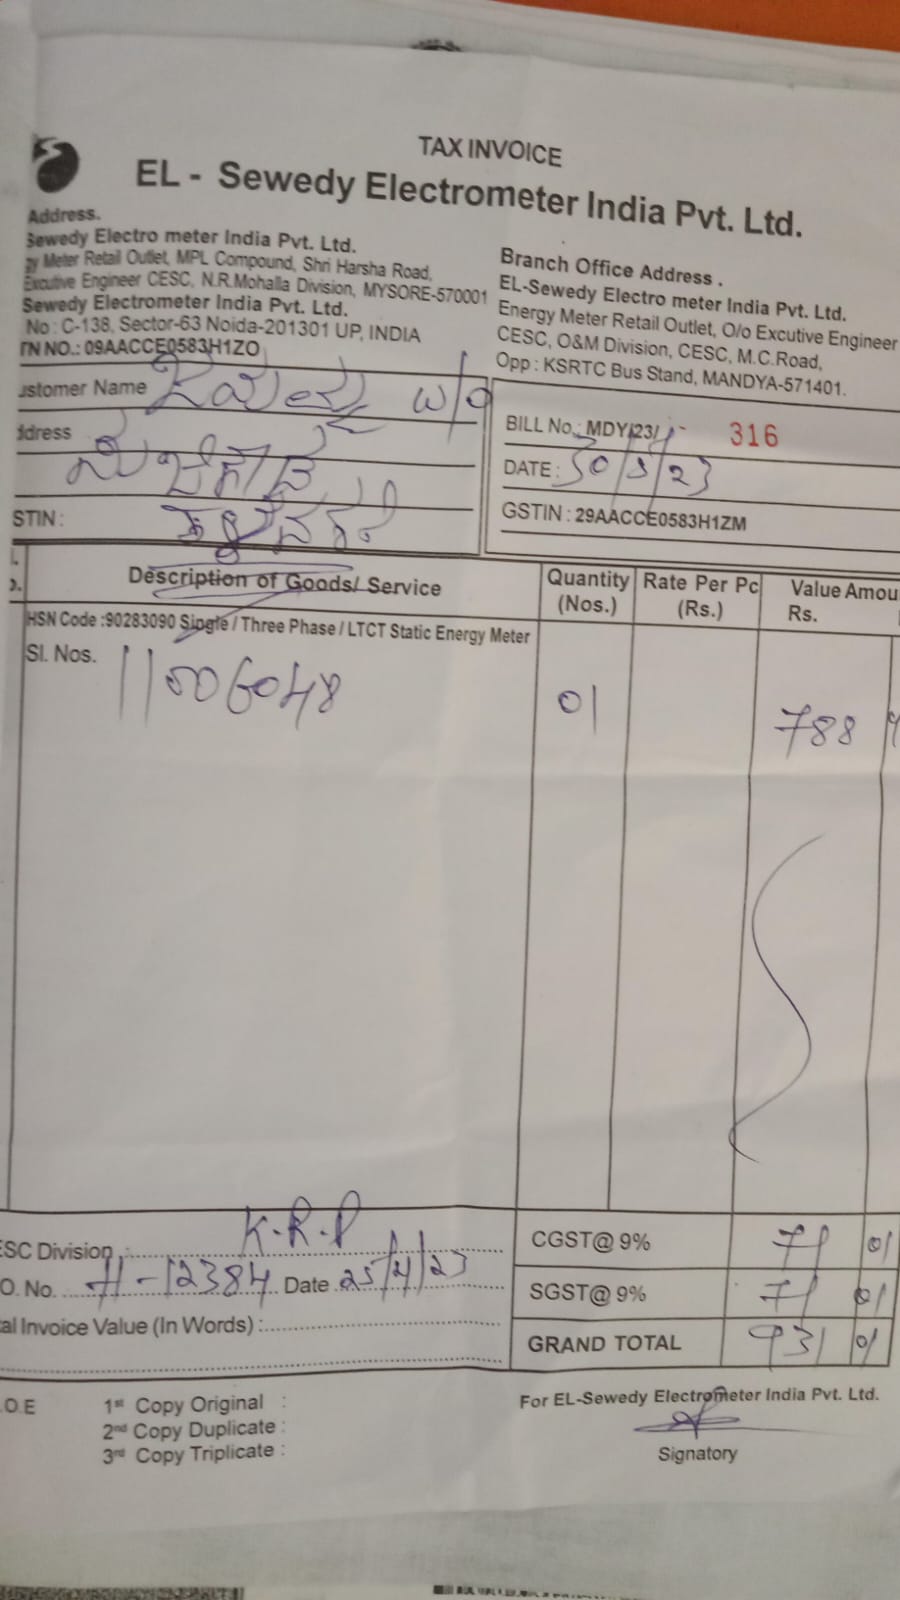 TAX INVOICE
EL - Sewedy Electrometer India Pvt. Ltd.
Address.
Sewedy Electro meter India Pvt. Ltd.
Meter Retail Outlet, MPL Compound, Shri Harsha Road,
Excutive Engineer CESC, N.R.Mohalla Division, MYSORE-570001
Sewedy Electrometer India Pvt. Ltd.
No : C-138, Sector-63 Noida-201301 UP, INDIA
TN NO.: 09AACCE0583H1ZO
Branch Office Address .
EL-Sewedy Electro meter India Pvt. Ltd.
Energy Meter Retail Outlet, O/o Excutive Engineer
CESC, O&M Division, CESC, M.C.Road,
Opp : KSRTC Bus Stand, MANDYA-571401.
ustomer Name w/o
ddress
STIN :
BILL No.: MDY/23/ 316
DATE : 30/5/23
GSTIN : 29AACCE0583H1ZM
Description of Goods/ Service Quantity (Nos.) Rate Per Pc (Rs.) Value Amou Rs.
HSN Code :90283090 Single / Three Phase / LTCT Static Energy Meter
Sl. Nos. 11006048 01 788
ESC Division : K.R.P CGST@ 9% 71 01
O. No. H-12384 Date 25/4/23 SGST@ 9% 71 01
al Invoice Value (In Words) : GRAND TOTAL 931 01
.O.E 1st Copy Original :
2nd Copy Duplicate :
3rd Copy Triplicate :
For EL-Sewedy Electrometer India Pvt. Ltd.
Signatory